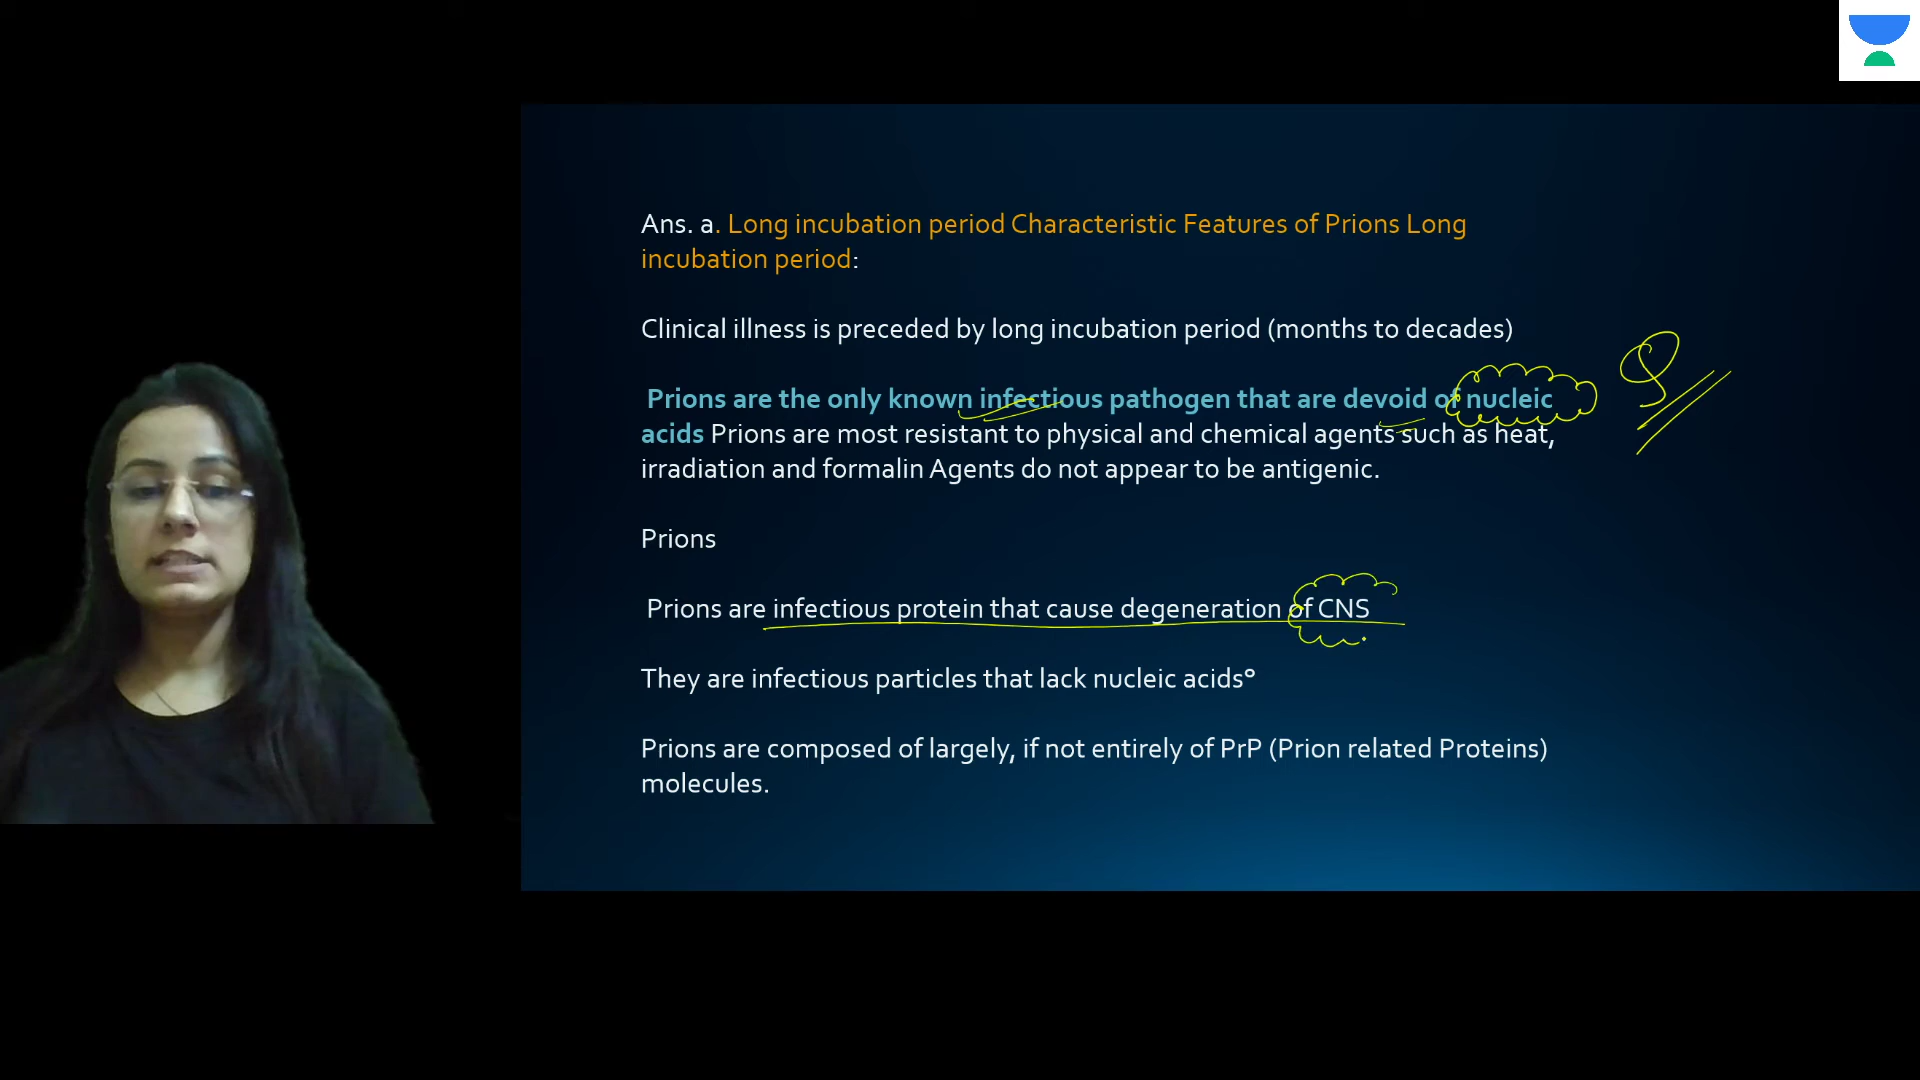 Ans. a. Long incubation period Characteristic Features of Prions Long
incubation period:
Clinical illness is preceded by long incubation period (months to decades)
Prions are the only known infectious pathogen that are devoid of nucleic
acids Prions are most resistant to physical and chemical agents such as heat,
irradiation and formalin Agents do not appear to be antigenic.
Prions
Prions are infectious protein that cause degeneration of CNS
They are infectious particles that lack nucleic acids°
Prions are composed of largely, if not entirely of PrP (Prion related Proteins)
molecules.